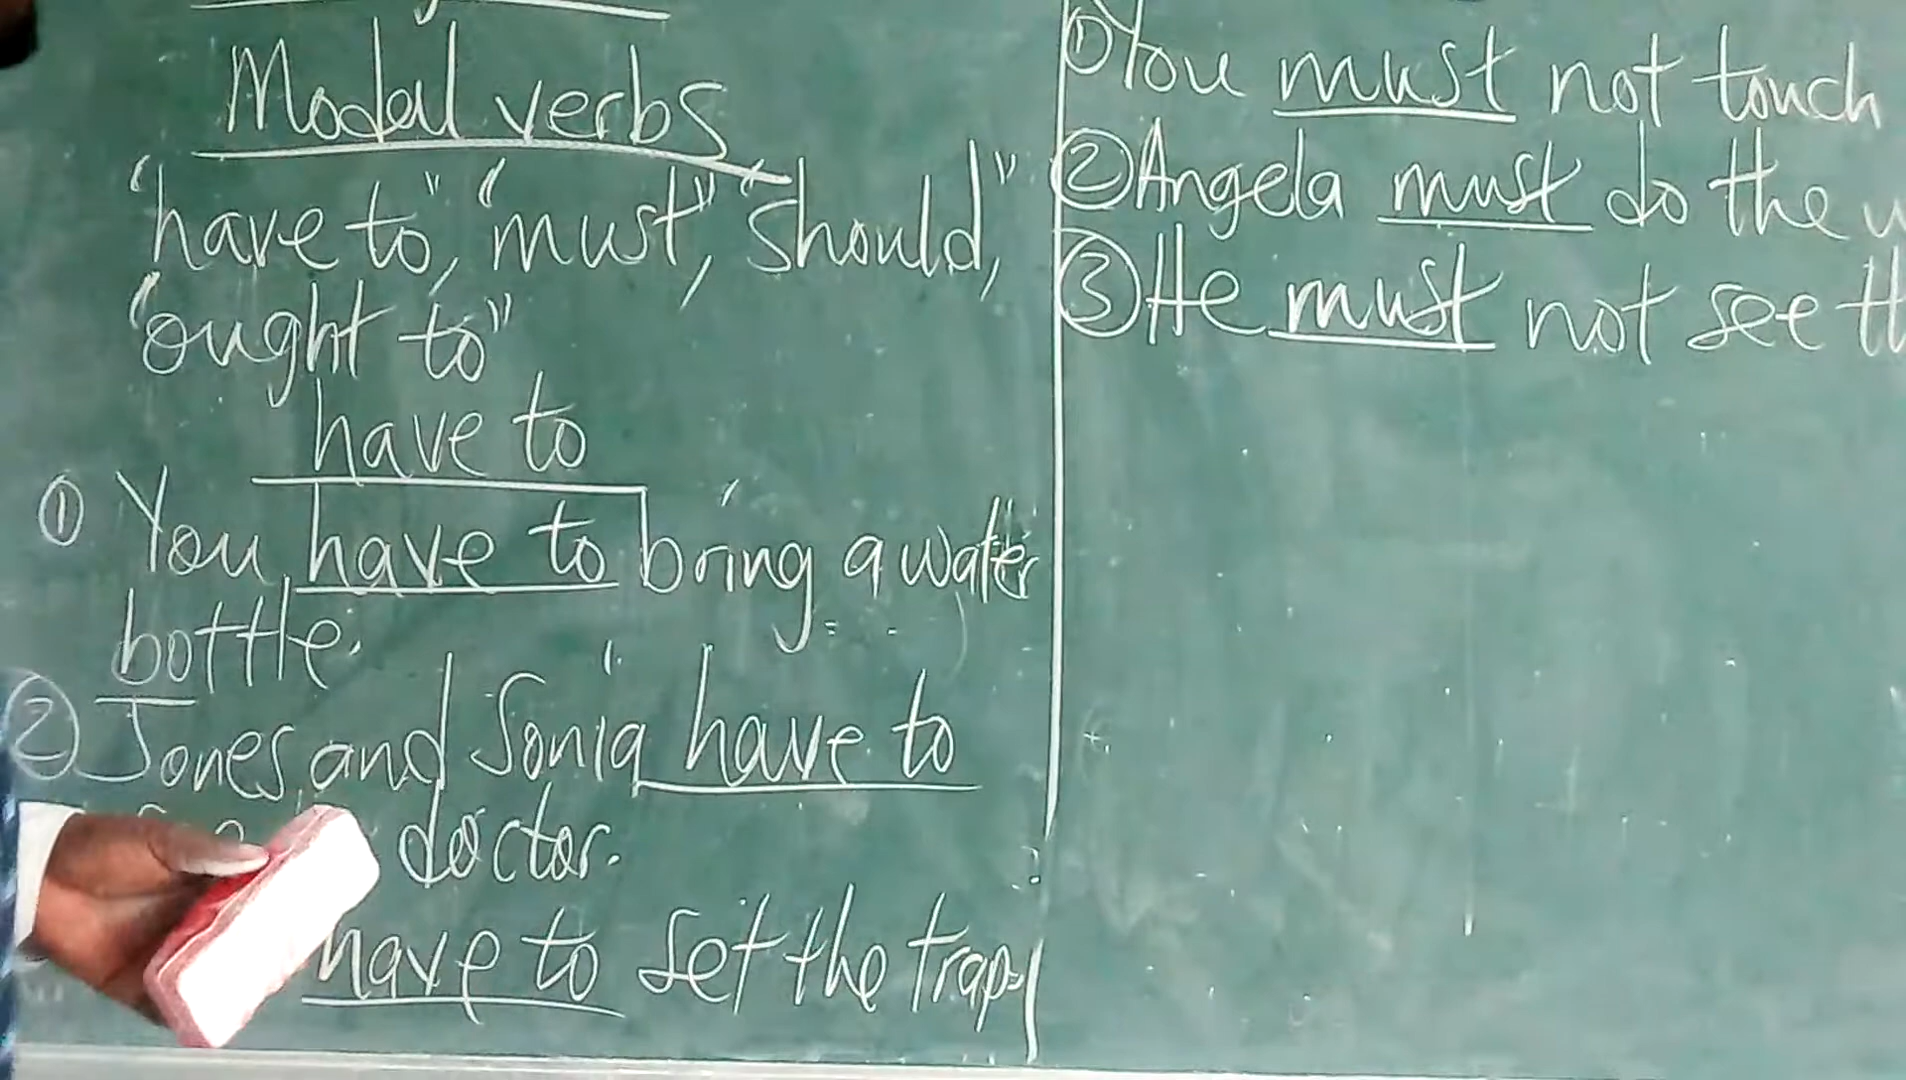 Modal verbs
"have to", "must", "should,"
"ought to"
have to
① You have to bring a water
bottle.
② Jones and Sonia have to
doctor.
have to set the trap
① You must not touch
② Angela must do the
③ He must not see